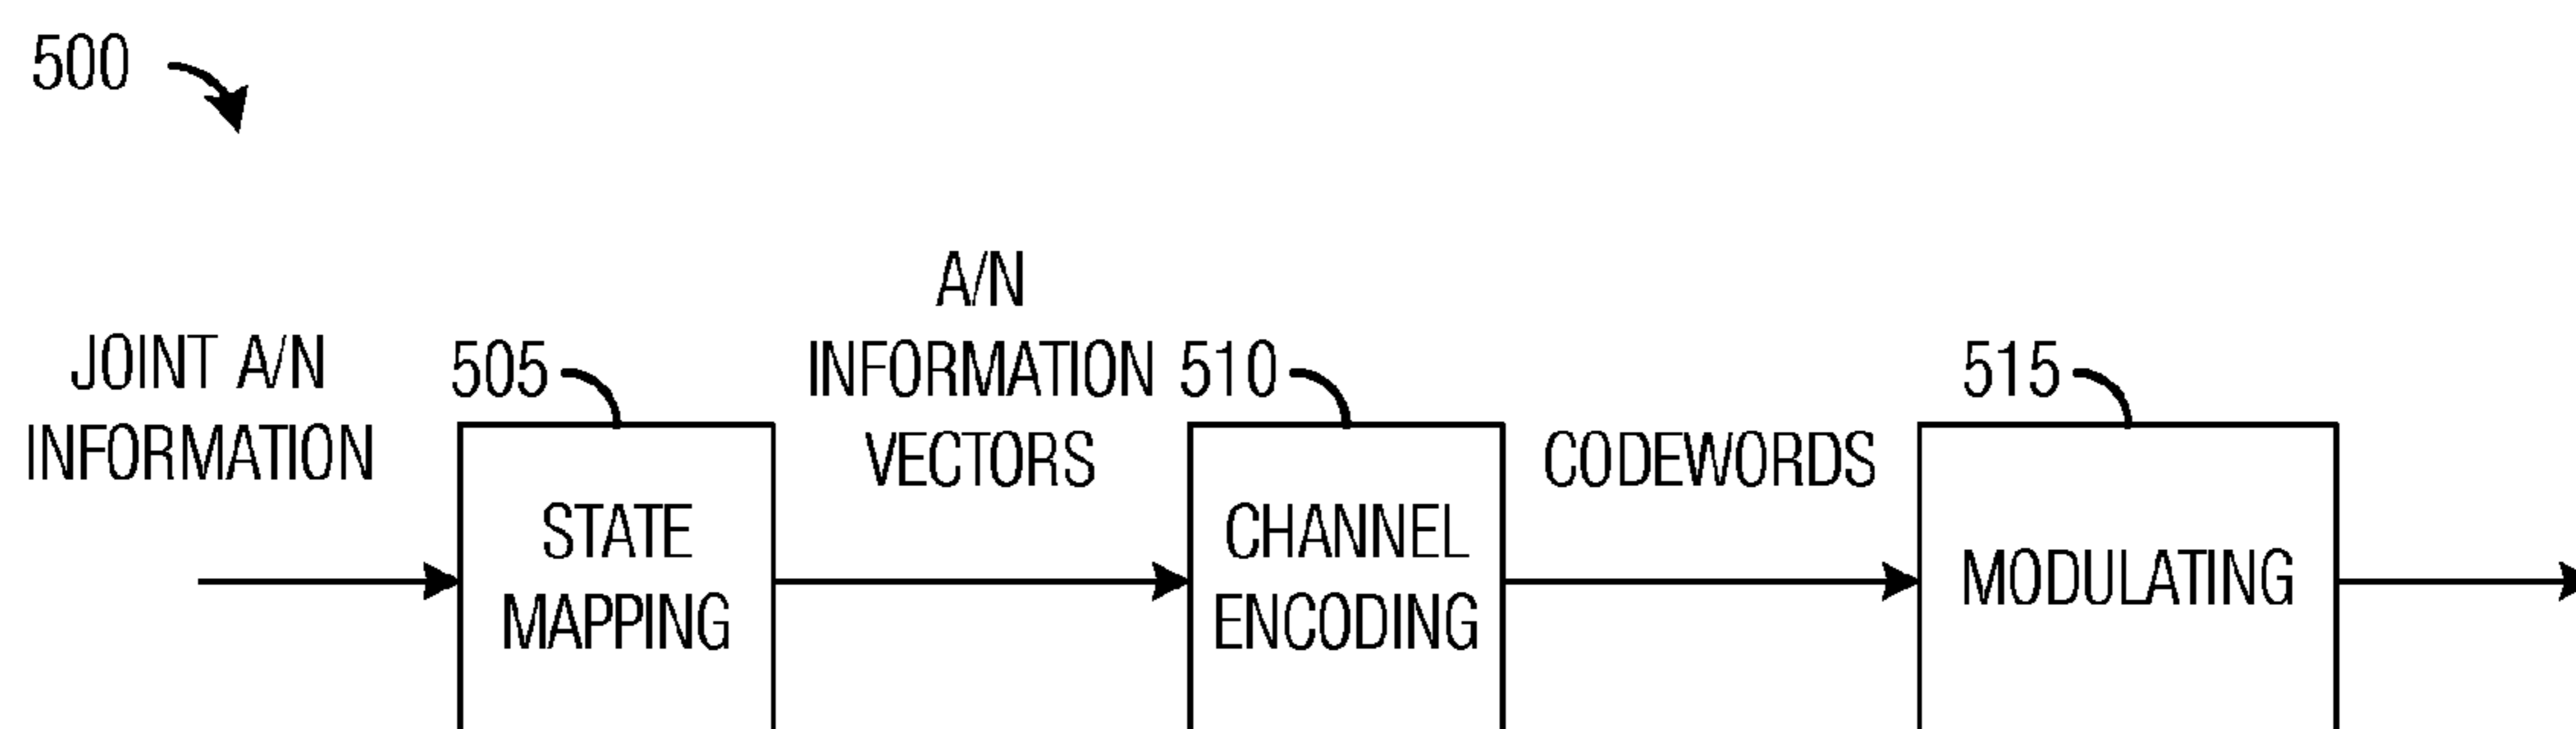 500
JOINT A/N
INFORMATION
505
STATE
MAPPING
A/N
INFORMATION
VECTORS
510
CHANNEL
ENCODING
CODEWORDS
515
MODULATING